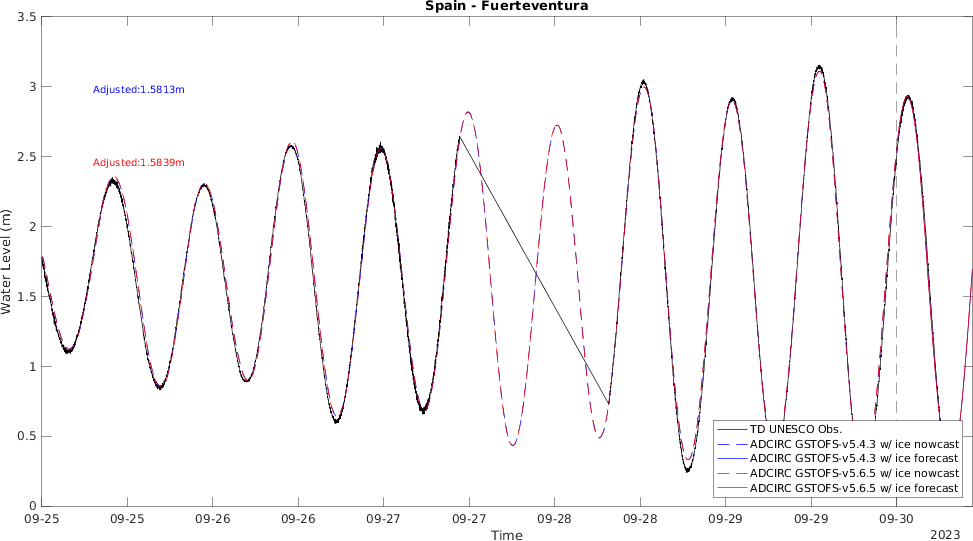 Spain - Fuerteventura
3.5
3
2.5
2
1.5
1
0.5
0
Water Level (m)
Adjusted:1.5813m
Adjusted:1.5839m
TD UNESCO Obs.
ADCIRC GSTOFS-v5.4.3 w/ ice nowcast
ADCIRC GSTOFS-v5.4.3 w/ ice forecast
ADCIRC GSTOFS-v5.6.5 w/ ice nowcast
ADCIRC GSTOFS-v5.6.5 w/ ice forecast
09-25 09-25 09-26 09-26 09-27 09-27 09-28 09-28 09-29 09-29 09-30
Time
2023